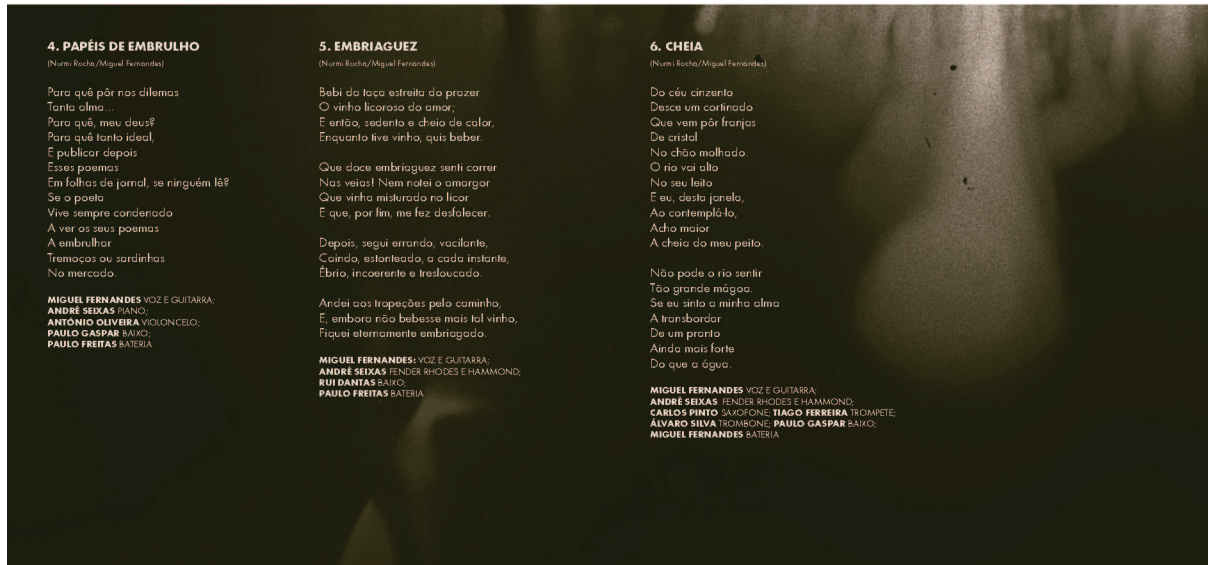 4. PAPÉIS DE EMBRULHO
(Nurmi Rocha/Miguel Fernandes)
Para quê pôr nos dilemas
Tanta alma...
Para quê, meu deus?
Para quê tanto ideal,
E publicar depois
Esses poemas
Em folhas de jornal, se ninguém lê?
Se o poeta
Vive sempre condenado
A ver os seus poemas
A embrulhar
Tremoços ou sardinhas
No mercado.
MIGUEL FERNANDES VOZ E GUITARRA;
ANDRÉ SEIXAS PIANO;
ANTÓNIO OLIVEIRA VIOLONCELO;
PAULO GASPAR BAIXO;
PAULO FREITAS BATERIA
5. EMBRIAGUEZ
(Nurmi Rocha/Miguel Fernandes)
Bebi da taça estreita do prazer
O vinho licoroso do amor;
E então, sedento e cheio de calor,
Enquanto tive vinho, quis beber.
Que doce embriaguez senti correr
Nas veias! Nem notei o amargor
Que vinha misturado no licor
E que, por fim, me fez desfalecer.
Depois, segui errando, vacilante,
Caindo, estonteado, a cada instante,
Êbrio, incoerente e tresloucado.
Andei aos tropeções pelo caminho,
E, embora não bebesse mais tal vinho,
Fiquei eternamente embriagado.
MIGUEL FERNANDES: VOZ E GUITARRA;
ANDRÉ SEIXAS FENDER RHODES E HAMMOND;
RUI DANTAS BAIXO;
PAULO FREITAS BATERIA
6. CHEIA
(Nurmi Rocha/Miguel Fernandes)
Do céu cinzento
Desce um cortinado
Que vem pôr franjas
De cristal
No chão molhado.
O rio vai alto
No seu leito
E eu, desta janela,
Ao contemplá-lo,
Acho maior
A cheia do meu peito.
Não pode o rio sentir
Tão grande mágoa.
Se eu sinto a minha alma
A transbordar
De um pranto
Ainda mais forte
Do que a água.
MIGUEL FERNANDES VOZ E GUITARRA;
ANDRÉ SEIXAS: FENDER RHODES E HAMMOND;
CARLOS PINTO SAXOFONE; TIAGO FERREIRA TROMPETE;
ÁLVARO SILVA TROMBONE; PAULO GASPAR BAIXO;
MIGUEL FERNANDES BATERIA